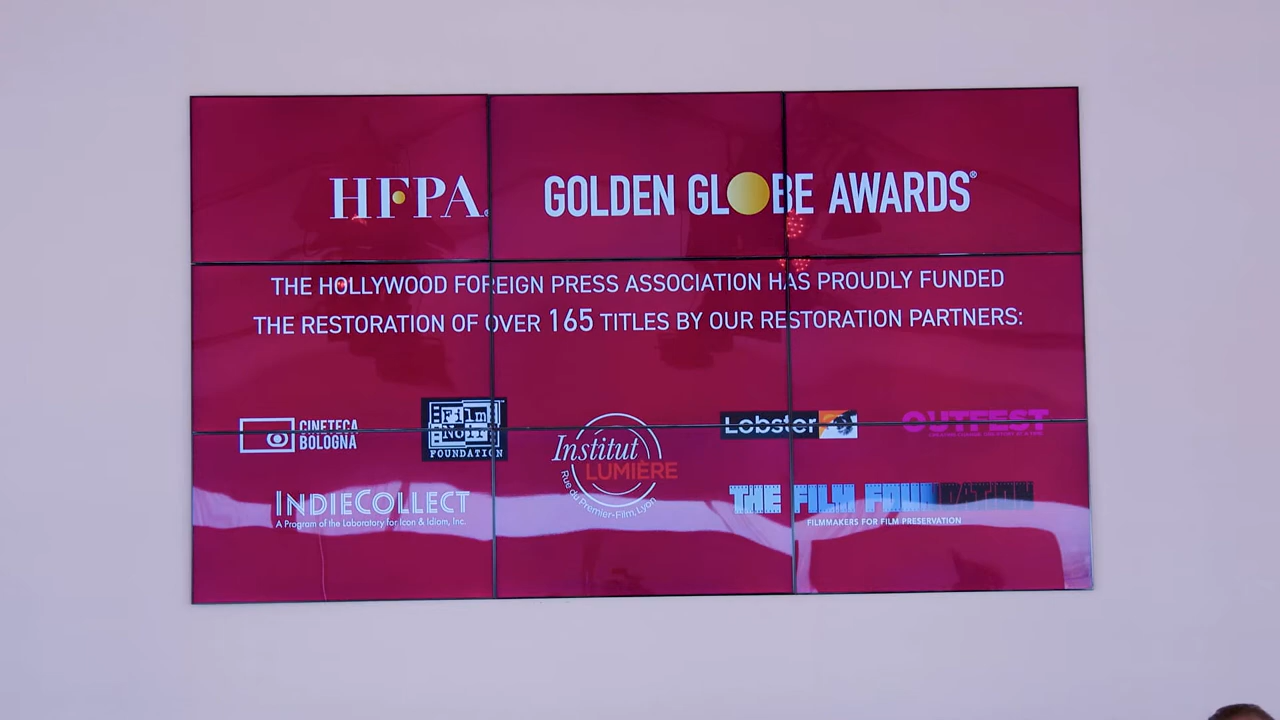 HFPA
GOLDEN GLOBE AWARDS®
THE HOLLYWOOD FOREIGN PRESS ASSOCIATION HAS PROUDLY FUNDED
THE RESTORATION OF OVER 165 TITLES BY OUR RESTORATION PARTNERS:
CINETECA
BOLOGNA
Film
Noir
FOUNDATION
Institut
LUMIÈRE
Rue du Premier-Film, Lyon
Lobster
OUTFEST
INDIECOLLECT
A Program of the Laboratory for Icon & Idiom, Inc.
THE FILM FOUNDATION
FILMMAKERS FOR FILM PRESERVATION